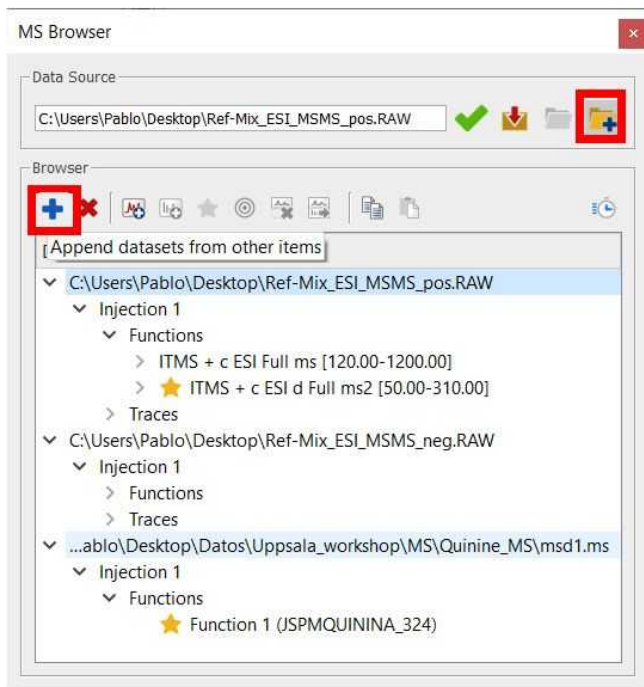 MS Browser
Data Source
C:\Users\Pablo\Desktop\Ref-Mix_ESI_MSMS_pos.RAW
Browser
Append datasets from other items
C:\Users\Pablo\Desktop\Ref-Mix_ESI_MSMS_pos.RAW
Injection 1
Functions
ITMS + c ESI Full ms [120.00-1200.00]
ITMS + c ESI d Full ms2 [50.00-310.00]
Traces
C:\Users\Pablo\Desktop\Ref-Mix_ESI_MSMS_neg.RAW
Injection 1
Functions
Traces
...ablo\Desktop\Datos\Uppsala_workshop\MS\Quinine_MS\msd1.ms
Injection 1
Functions
Function 1 (JSPMQUININA_324)